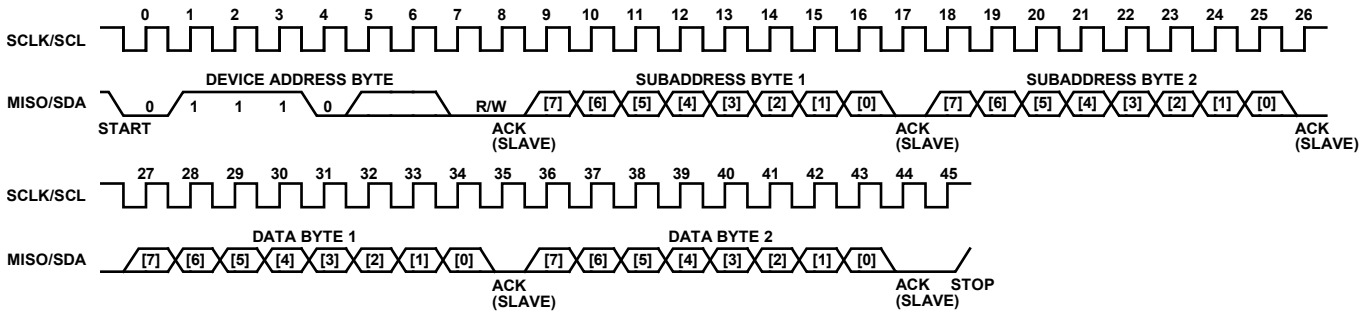 0 1 2 3 4 5 6 7 8 9 10 11 12 13 14 15 16 17 18 19 20 21 22 23 24 25 26
SCLK/SCL
DEVICE ADDRESS BYTE SUBADDRESS BYTE 1 SUBADDRESS BYTE 2
MISO/SDA 0 1 1 1 0 R/W [7] [6] [5] [4] [3] [2] [1] [0] [7] [6] [5] [4] [3] [2] [1] [0]
START ACK (SLAVE) ACK (SLAVE) ACK (SLAVE)
27 28 29 30 31 32 33 34 35 36 37 38 39 40 41 42 43 44 45
SCLK/SCL
DATA BYTE 1 DATA BYTE 2
MISO/SDA [7] [6] [5] [4] [3] [2] [1] [0] [7] [6] [5] [4] [3] [2] [1] [0]
ACK (SLAVE) ACK (SLAVE) STOP